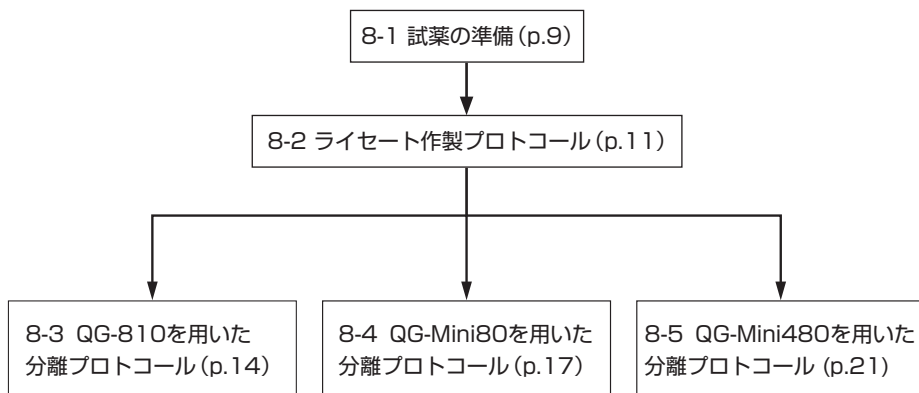 8-1 試薬の準備（p.9）
8-2 ライセート作製プロトコール（p.11）
8-3 QG-810を用いた
分離プロトコール（p.14）
8-4 QG-Mini80を用いた
分離プロトコール（p.17）
8-5 QG-Mini480を用いた
分離プロトコール (p.21)